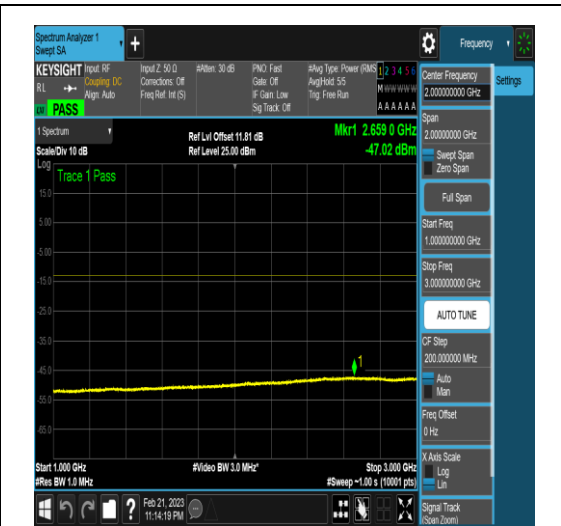 Spectrum Analyzer 1
Swept SA
+
Frequency
KEYSIGHT
Input: RF
Coupling: DC
Align: Auto
RL
LXI
PASS
Input Z: 50 Ω
Corrections: Off
Freq Ref: Int (S)
#Atten: 30 dB
PNO: Fast
Gate: Off
IF Gain: Low
Sig Track: Off
#Avg Type: Power (RMS
Avg|Hold: 5/5
Trig: Free Run
1 2 3 4 5 6
M W W W W W
A A A A A A
1 Spectrum
Scale/Div 10 dB
Log
Ref Lvl Offset 11.81 dB
Ref Level 25.00 dBm
Mkr1 2.659 0 GHz
-47.02 dBm
Trace 1 Pass
15.0
5.00
-5.00
-15.0
-25.0
-35.0
-45.0
-55.0
-65.0
1
Start 1.000 GHz
#Res BW 1.0 MHz
#Video BW 3.0 MHz*
Stop 3.000 GHz
#Sweep ~1.00 s (10001 pts)
?
Feb 21, 2023
11:14:19 PM
Center Frequency
2.000000000 GHz
Settings
Span
2.00000000 GHz
Swept Span
Zero Span
Full Span
Start Freq
1.000000000 GHz
Stop Freq
3.000000000 GHz
AUTO TUNE
CF Step
200.000000 MHz
Auto
Man
Freq Offset
0 Hz
X Axis Scale
Log
Lin
Signal Track
(Span Zoom)